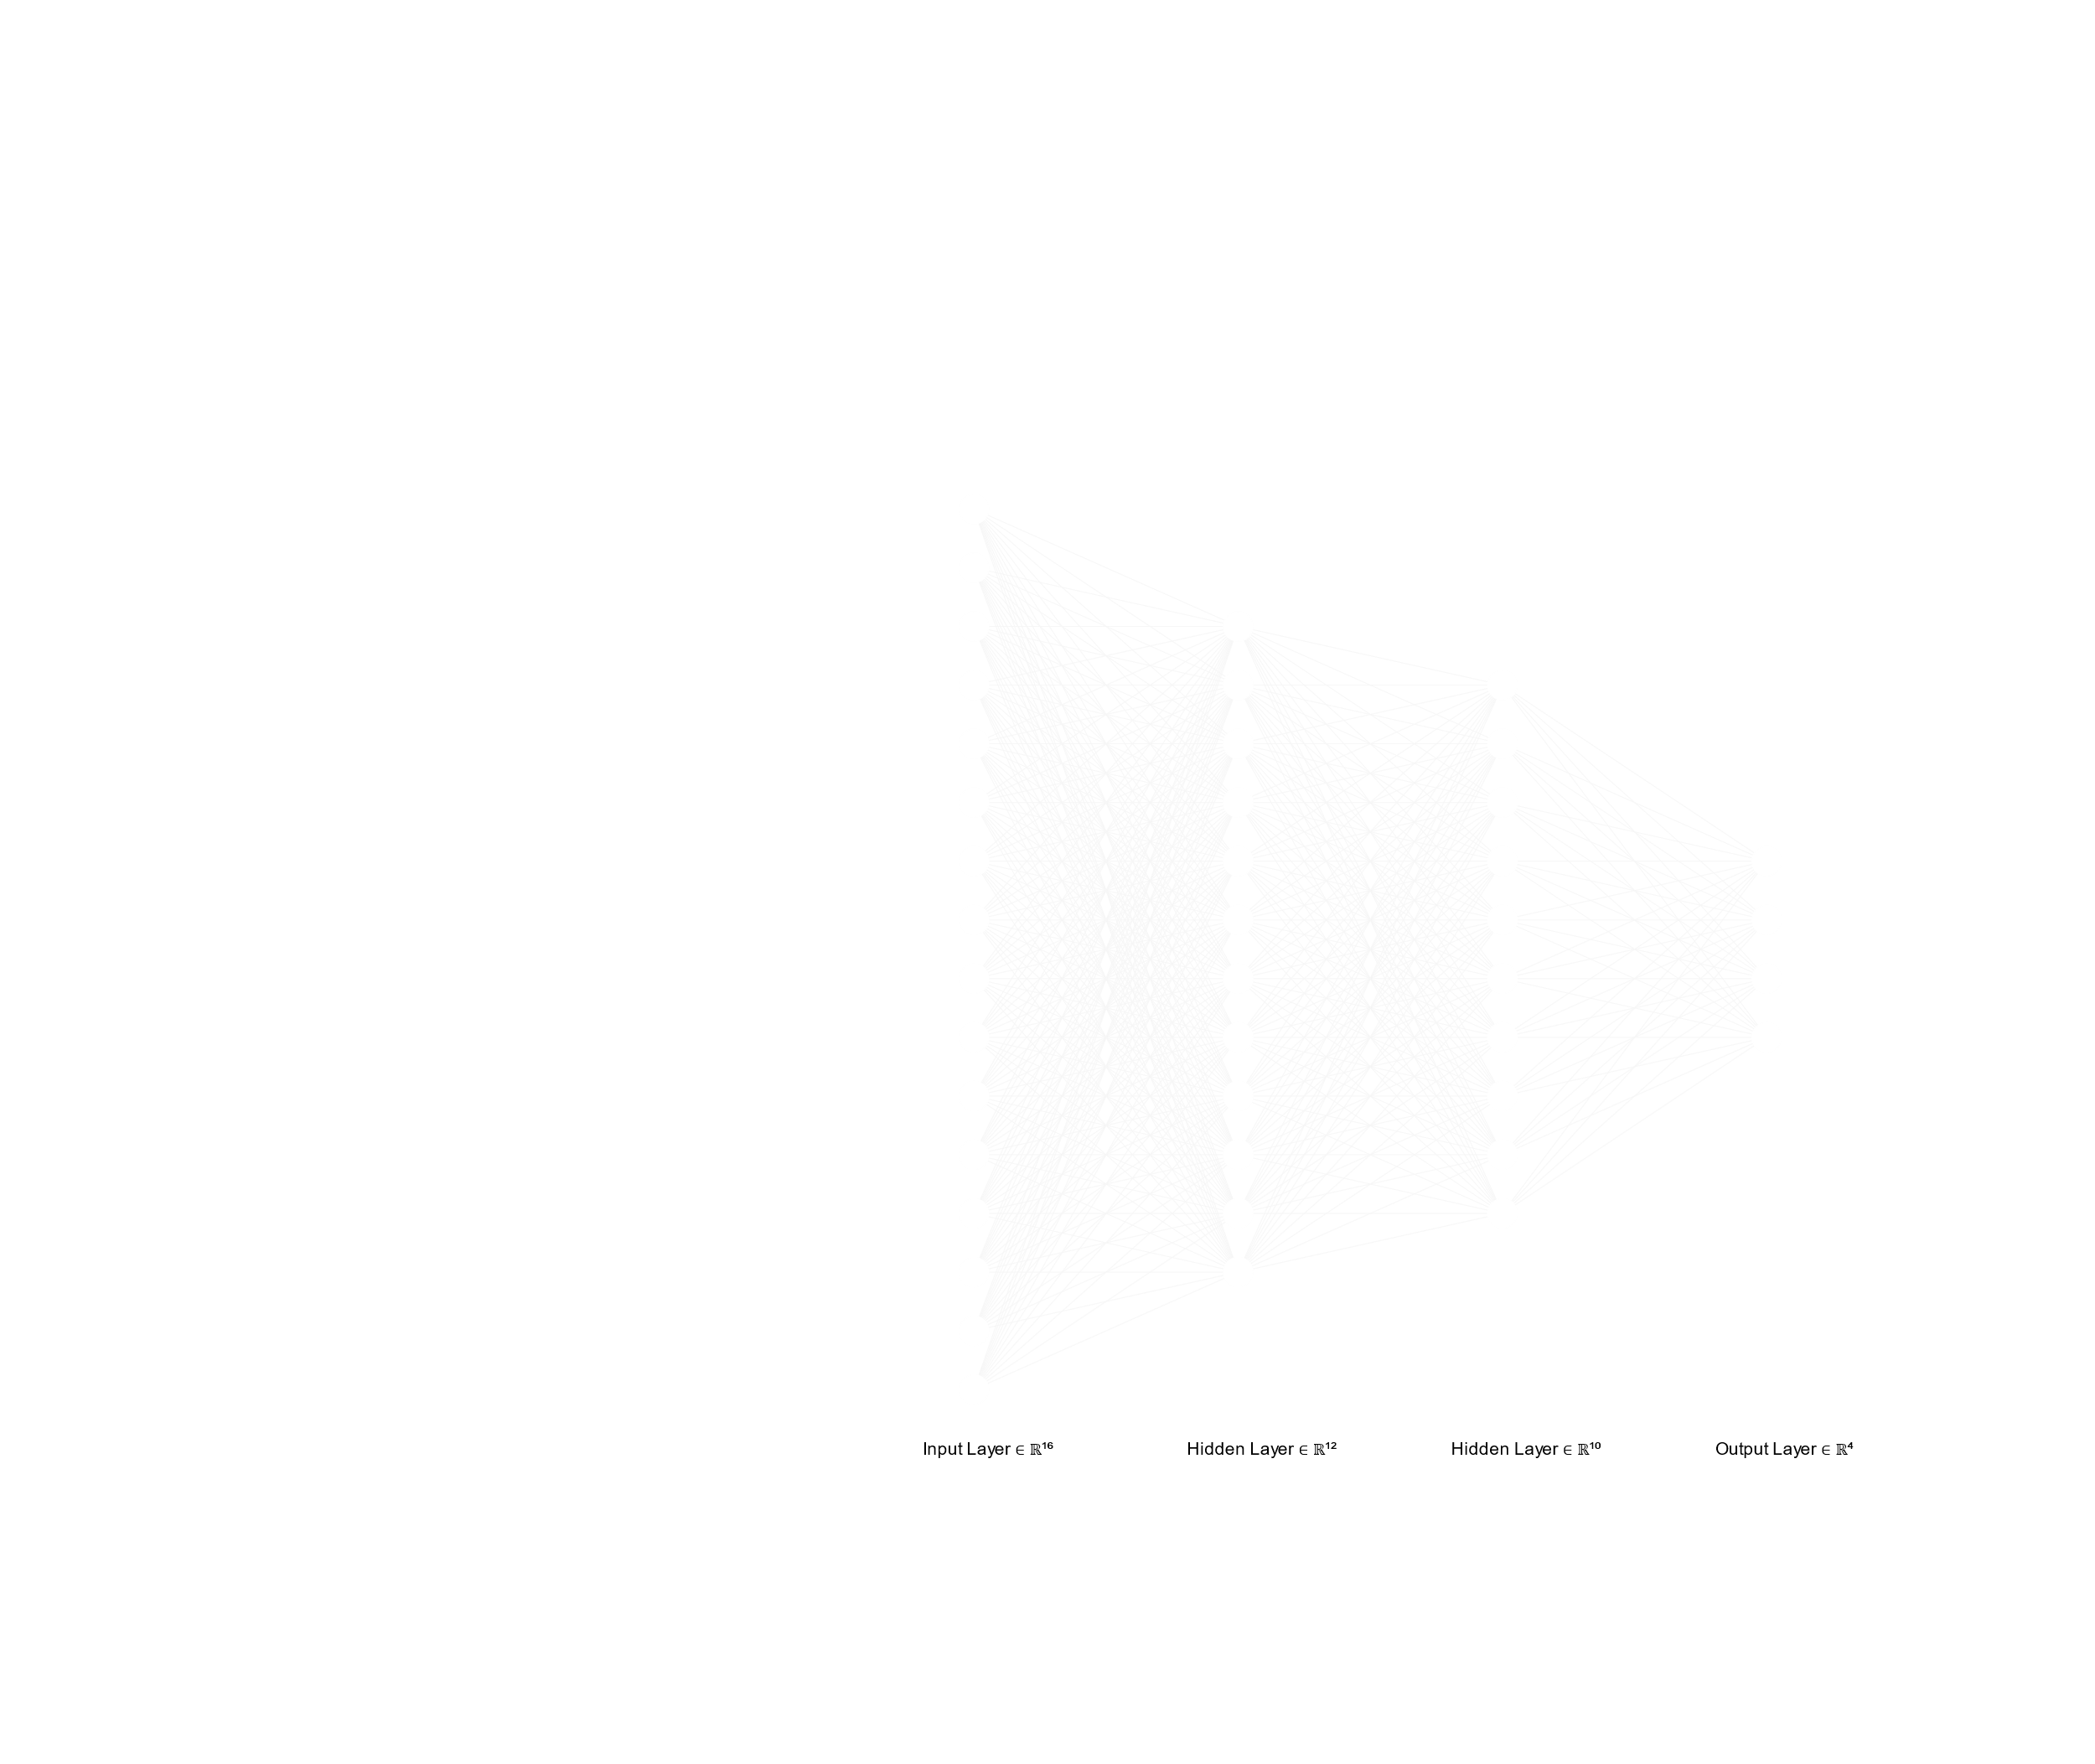 Input Layer ∈ ℝ¹⁶
Hidden Layer ∈ ℝ¹²
Hidden Layer ∈ ℝ¹⁰
Output Layer ∈ ℝ⁴